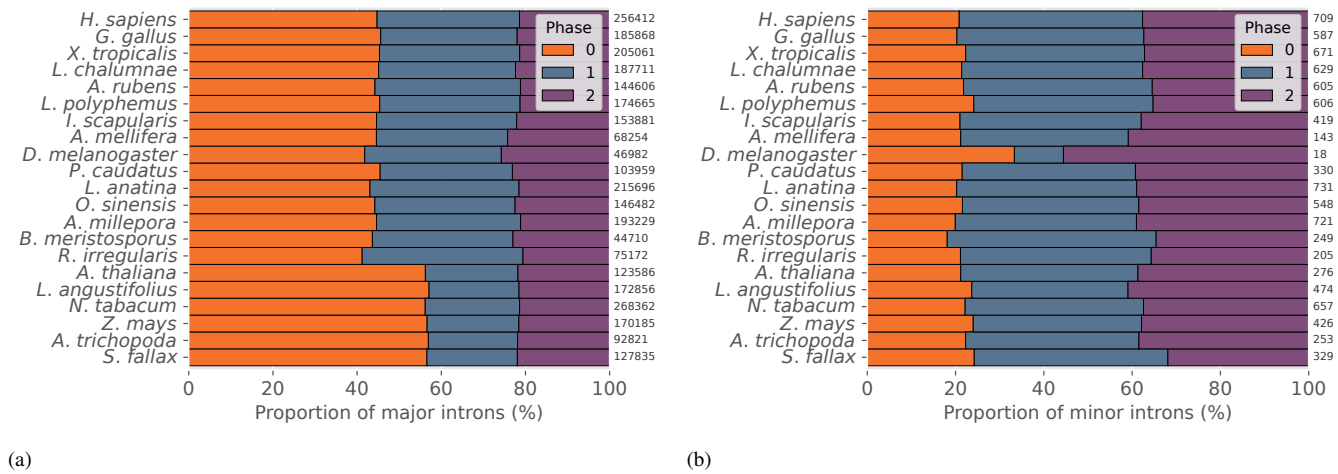 H. sapiens 256412
G. gallus 185868
X. tropicalis 205061
L. chalumnae 187711
A. rubens 144606
L. polyphemus 174665
I. scapularis 153881
A. mellifera 68254
D. melanogaster 46982
P. caudatus 103959
L. anatina 215696
O. sinensis 146482
A. millepora 193229
B. meristosporus 44710
R. irregularis 75172
A. thaliana 123586
L. angustifolius 172856
N. tabacum 268362
Z. mays 170185
A. trichopoda 92821
S. fallax 127835
Phase
0
1
2
0 20 40 60 80 100
Proportion of major introns (%)
(a)
H. sapiens 709
G. gallus 587
X. tropicalis 671
L. chalumnae 629
A. rubens 605
L. polyphemus 606
I. scapularis 419
A. mellifera 143
D. melanogaster 18
P. caudatus 330
L. anatina 731
O. sinensis 548
A. millepora 721
B. meristosporus 249
R. irregularis 205
A. thaliana 276
L. angustifolius 474
N. tabacum 657
Z. mays 426
A. trichopoda 253
S. fallax 329
Phase
0
1
2
0 20 40 60 80 100
Proportion of minor introns (%)
(b)